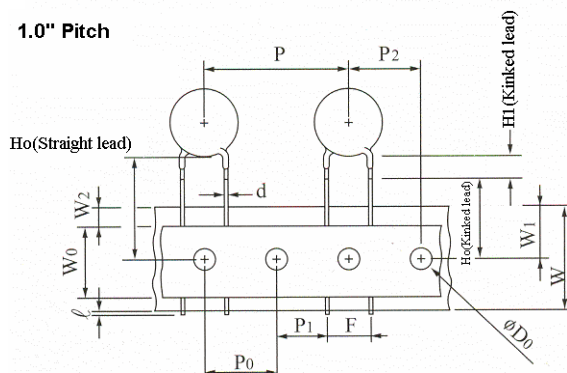 1.0" Pitch
P
P2
H1(Kinked lead)
Ho(Straight lead)
d
W2
W0
Ho(Kinked lead)
W1
W
ℓ
P1
F
P0
øD0